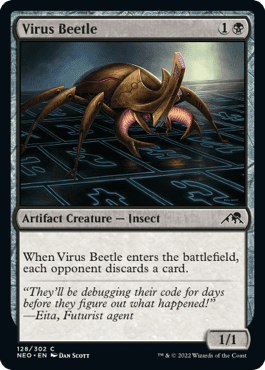 Virus Beetle 1
Artifact Creature — Insect
When Virus Beetle enters the battlefield,
each opponent discards a card.
“They’ll be debugging their code for days
before they figure out what happened!”
—Eita, Futurist agent
1/1
128/302 C
NEO • EN Dan Scott
™ & © 2022 Wizards of the Coast